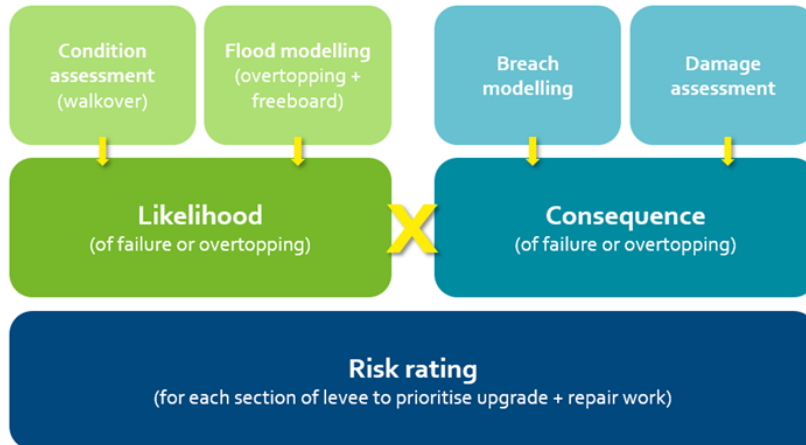 Condition
assessment
(walkover)
Flood modelling
(overtopping +
freeboard)
Breach
modelling
Damage
assessment
Likelihood
(of failure or overtopping)
X
Consequence
(of failure or overtopping)
Risk rating
(for each section of levee to prioritise upgrade + repair work)